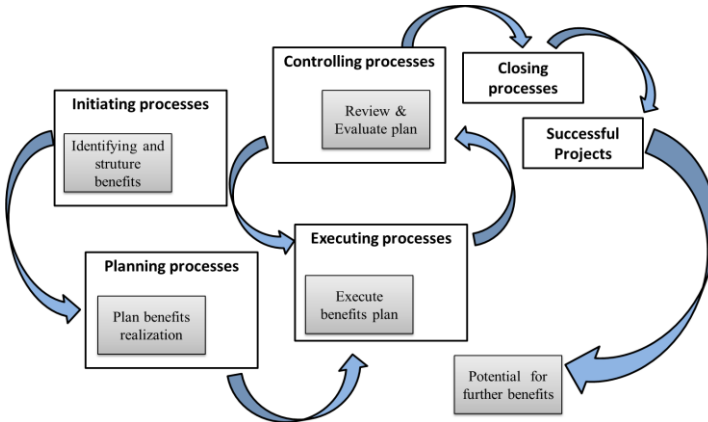 Initiating processes
Identifying and
struture benefits
Planning processes
Plan benefits
realization
Controlling processes
Review &
Evaluate plan
Executing processes
Execute
benefits plan
Closing
processes
Successful
Projects
Potential for
further benefits